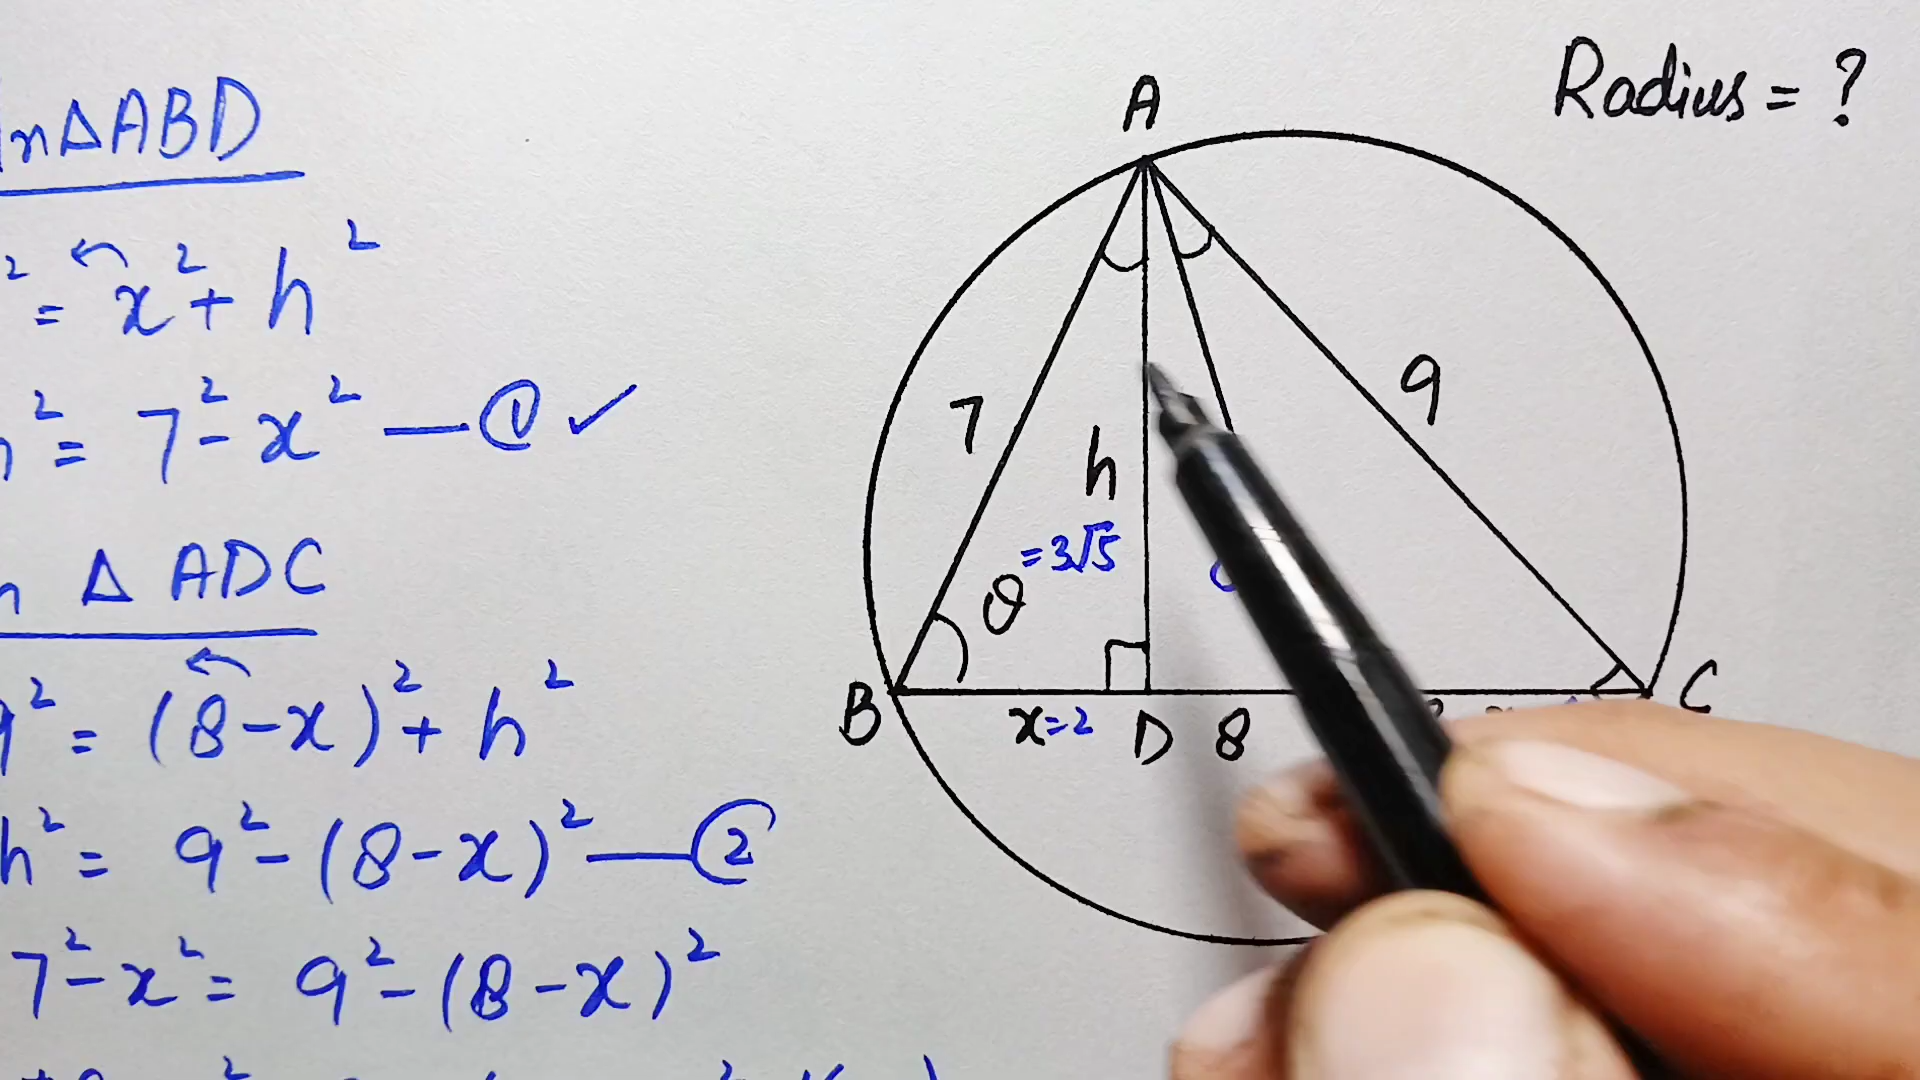 In ΔABD
² = x² + h²
h² = 7² - x² — ① ✓
In Δ ADC
9² = (8-x)² + h²
h² = 9² - (8-x)² — ②
7² - x² = 9² - (8-x)²
Radius = ?
A
7
9
h
= 3√5
θ
B
C
x=2
D
8